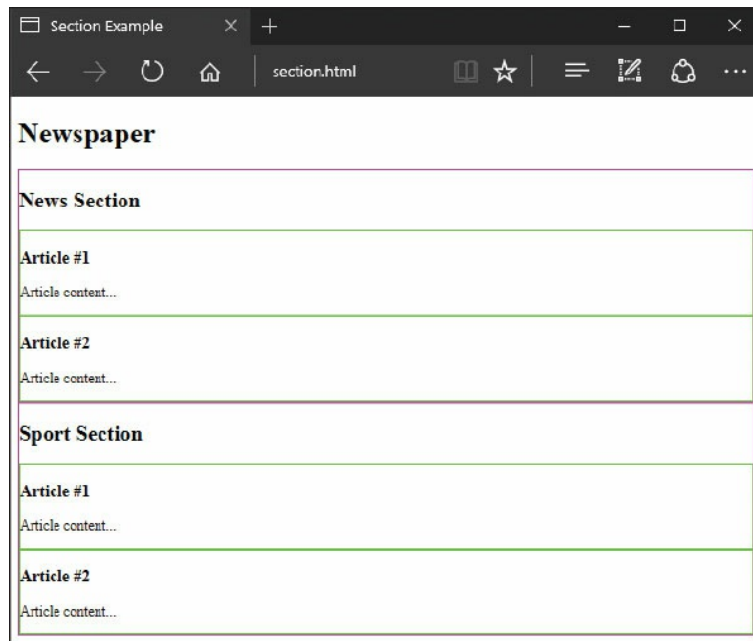 Section Example
section.html
Newspaper
News Section
Article #1
Article content...
Article #2
Article content...
Sport Section
Article #1
Article content...
Article #2
Article content...